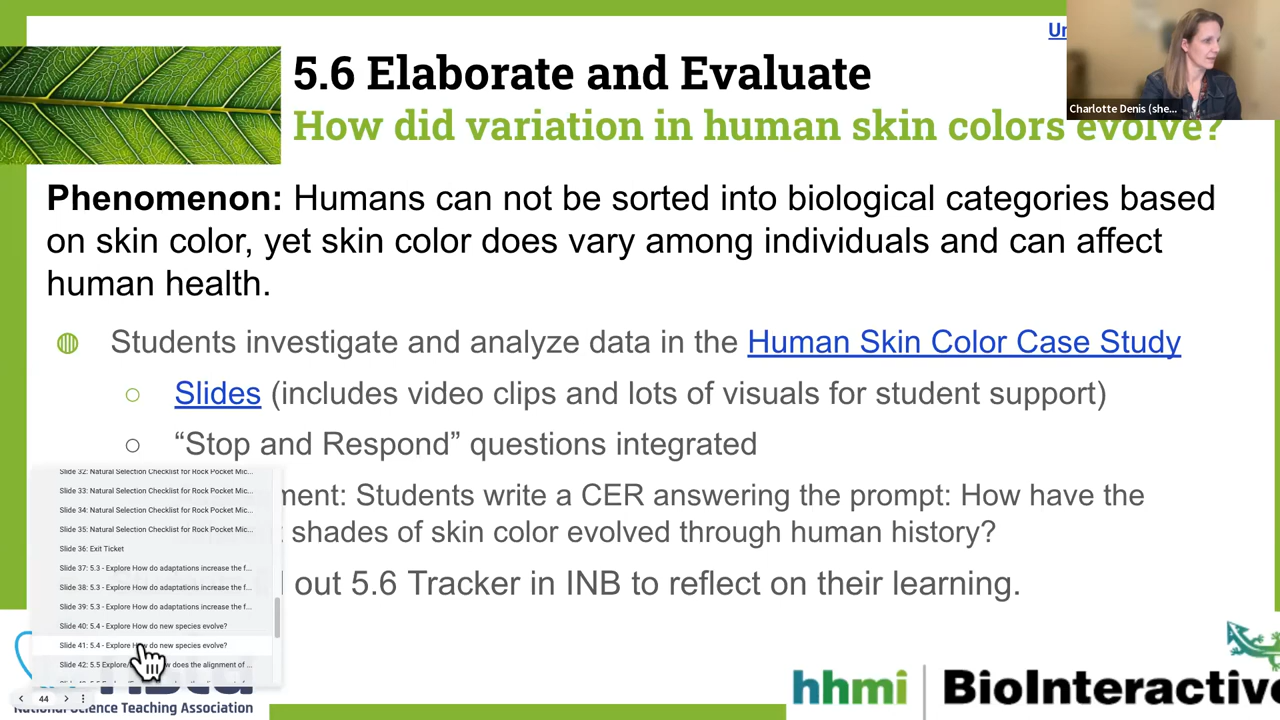 Ur
5.6 Elaborate and Evaluate
How did variation in human skin colors evolve?
Charlotte Denis (she...
Phenomenon: Humans can not be sorted into biological categories based
on skin color, yet skin color does vary among individuals and can affect
human health.
Students investigate and analyze data in the Human Skin Color Case Study
Slides (includes video clips and lots of visuals for student support)
“Stop and Respond” questions integrated
ment: Students write a CER answering the prompt: How have the
shades of skin color evolved through human history?
out 5.6 Tracker in INB to reflect on their learning.
Slide 32: Natural Selection Checklist for Rock Pocket Mic...
Slide 33: Natural Selection Checklist for Rock Pocket Mic...
Slide 34: Natural Selection Checklist for Rock Pocket Mic...
Slide 35: Natural Selection Checklist for Rock Pocket Mic...
Slide 36: Exit Ticket
Slide 37: 5.3 - Explore How do adaptations increase the f...
Slide 38: 5.3 - Explore How do adaptations increase the f...
Slide 39: 5.3 - Explore How do adaptations increase the f...
Slide 40: 5.4 - Explore How do new species evolve?
Slide 41: 5.4 - Explore How do new species evolve?
Slide 42: 5.5 Explore/ does the alignment of ...
44
National Science Teaching Association
hhmi BioInteractive